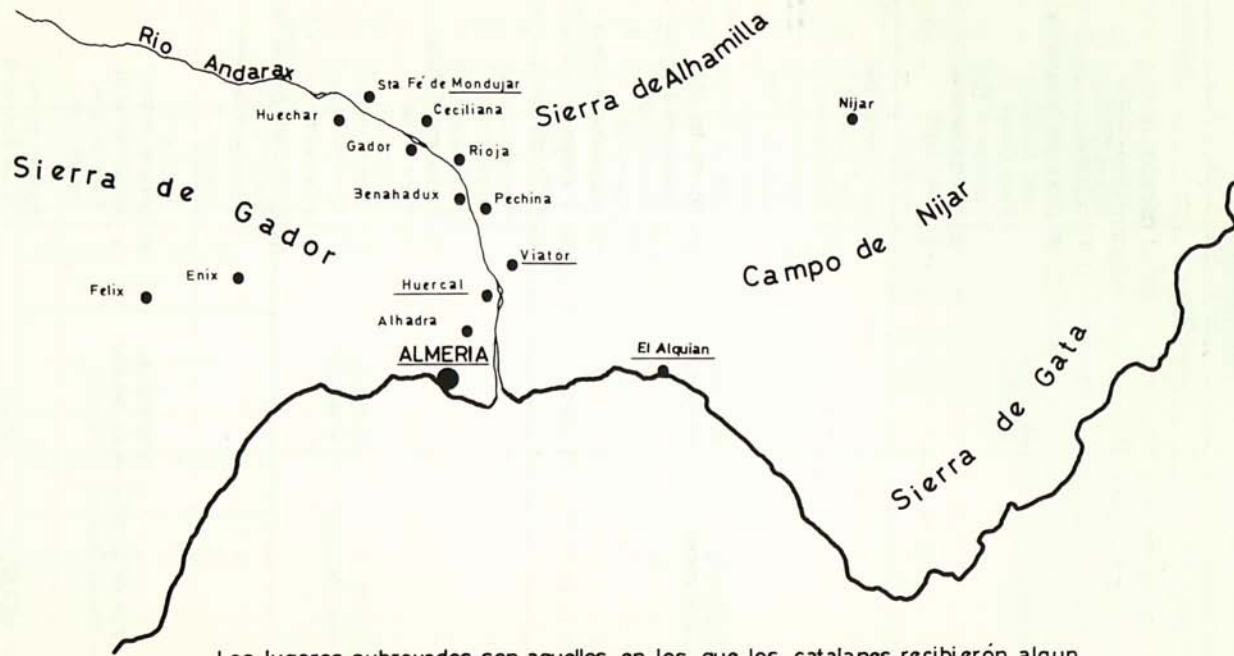 Rio Andarax
Sta Fé de Mondujar
Sierra de Alhamilla
Huechar
Ceciliana
Nijar
Gador
Rioja
Sierra de Gador
Benahadux
Pechina
Campo de Nijar
Viator
Enix
Felix
Huercal
Alhadra
ALMERIA
El Alquian
Sierra de Gata
Los lugares subrayados son aquellos en los que los catalanes recibierón algun